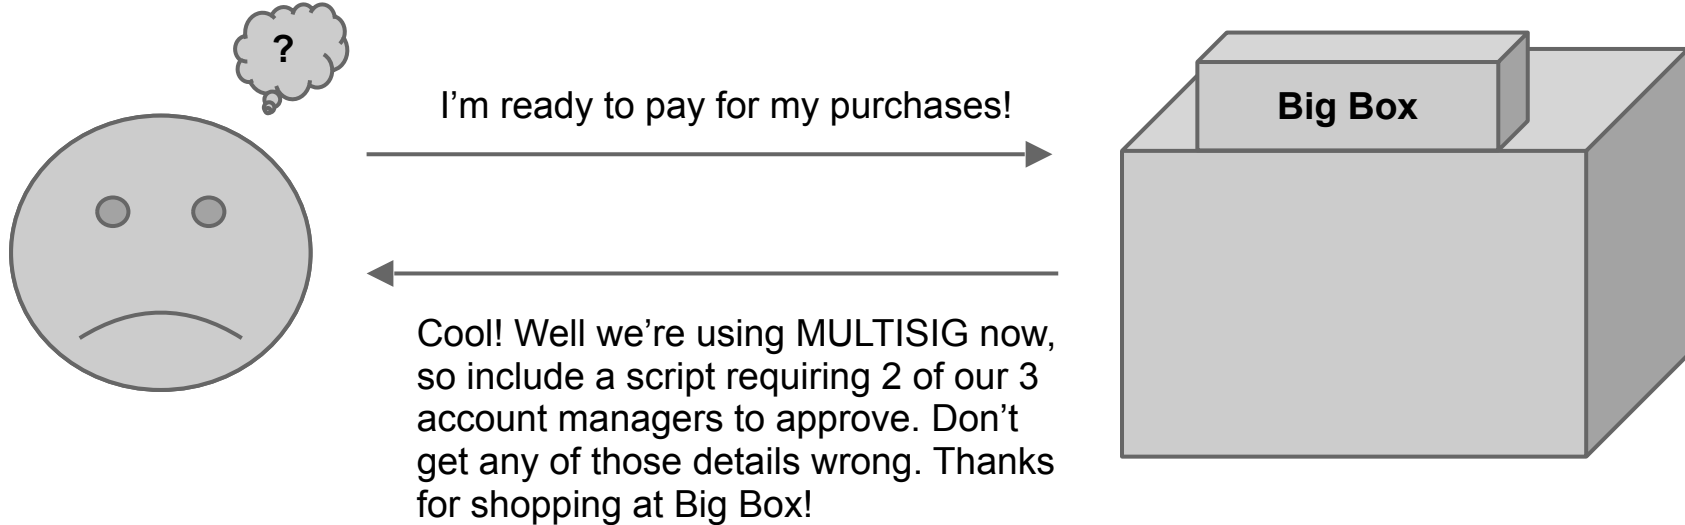 ?
I’m ready to pay for my purchases!
Big Box
Cool! Well we’re using MULTISIG now,
so include a script requiring 2 of our 3
account managers to approve. Don’t
get any of those details wrong. Thanks
for shopping at Big Box!